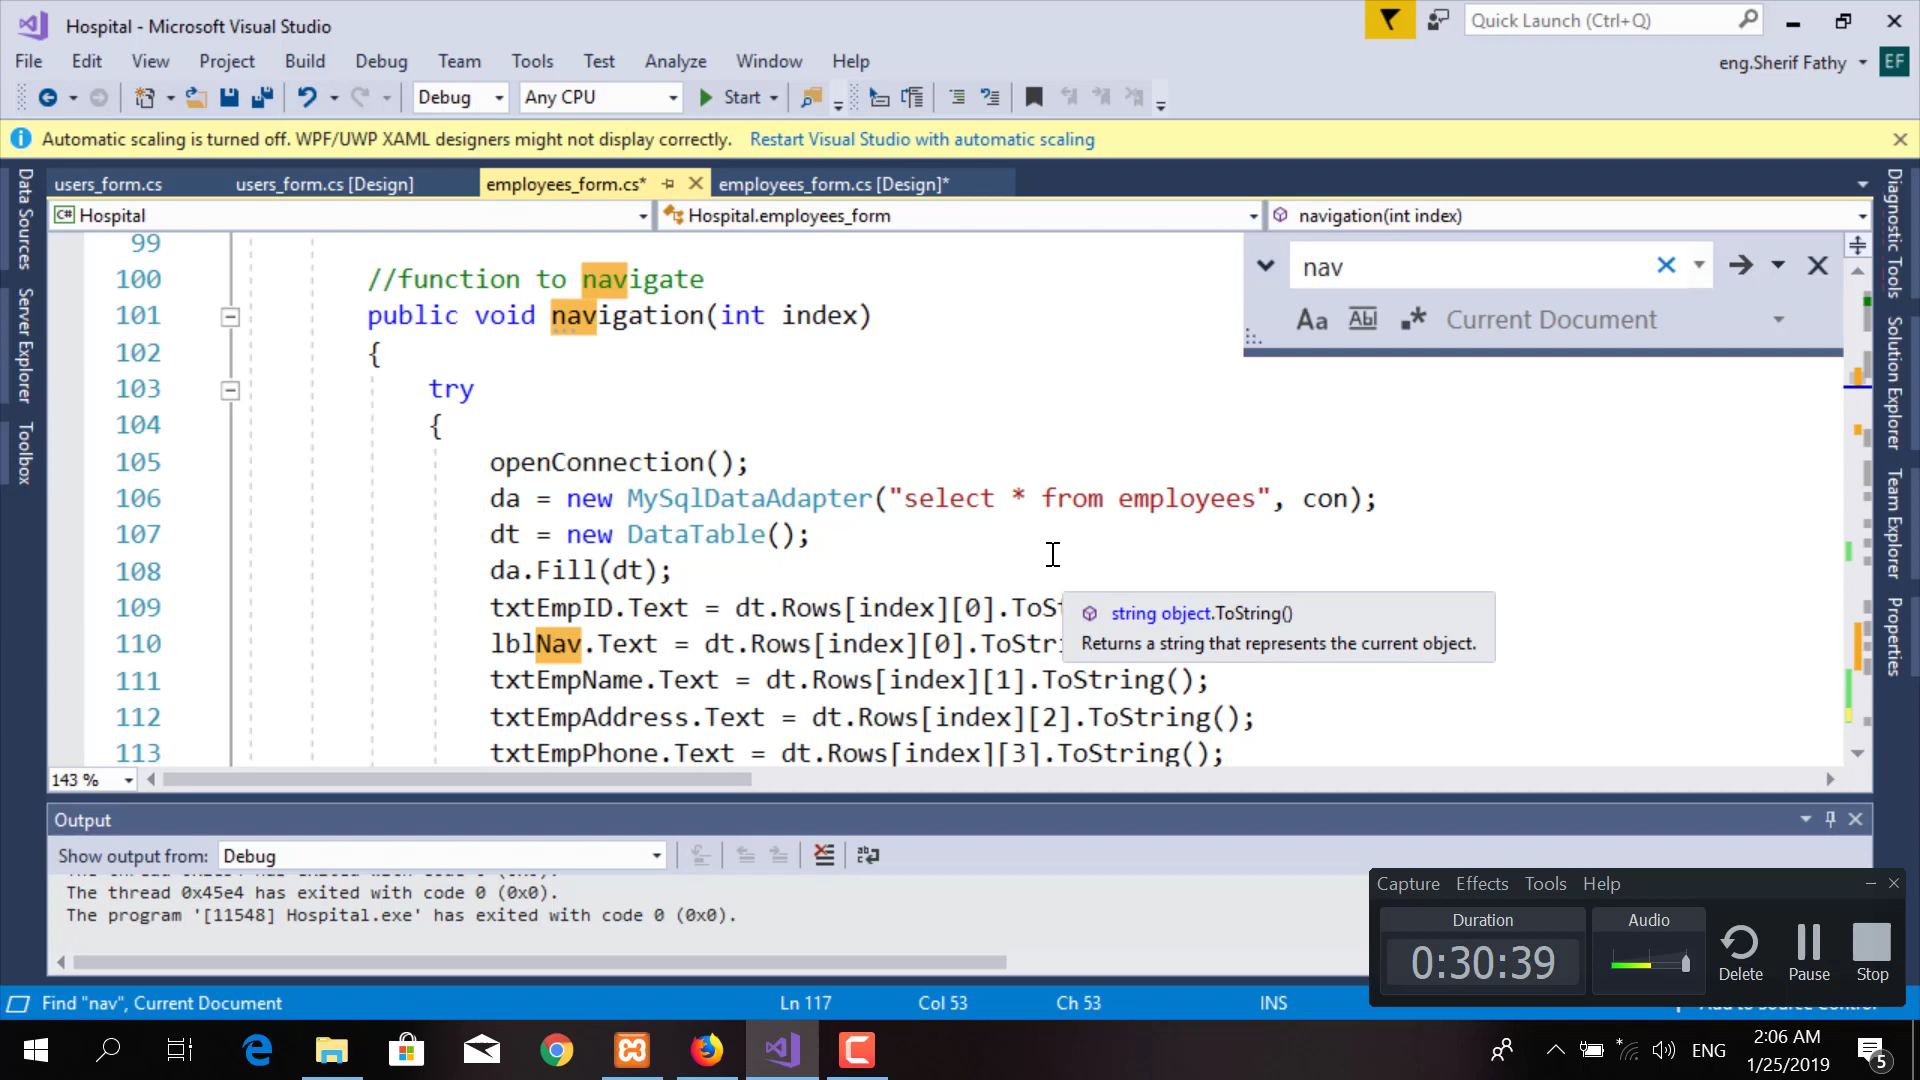 Hospital - Microsoft Visual Studio
Quick Launch (Ctrl+Q)
File Edit View Project Build Debug Team Tools Test Analyze Window Help
eng.Sherif Fathy EF
Debug Any CPU Start
Automatic scaling is turned off. WPF/UWP XAML designers might not display correctly. Restart Visual Studio with automatic scaling
users_form.cs users_form.cs [Design] employees_form.cs* employees_form.cs [Design]*
C# Hospital Hospital.employees_form navigation(int index)
Data Sources
Server Explorer
Toolbox
Diagnostic Tools
Solution Explorer
Team Explorer
Properties
nav
Aa Abl Current Document
99
100 //function to navigate
101 public void navigation(int index)
102 {
103 try
104 {
105 openConnection();
106 da = new MySqlDataAdapter("select * from employees", con);
107 dt = new DataTable();
108 da.Fill(dt);
109 txtEmpID.Text = dt.Rows[index][0].ToSt
110 lblNav.Text = dt.Rows[index][0].ToStri
111 txtEmpName.Text = dt.Rows[index][1].ToString();
112 txtEmpAddress.Text = dt.Rows[index][2].ToString();
113 txtEmpPhone.Text = dt.Rows[index][3].ToString();
string object.ToString()
Returns a string that represents the current object.
143 %
Output
Show output from: Debug
The thread 0x45e4 has exited with code 0 (0x0).
The program '[11548] Hospital.exe' has exited with code 0 (0x0).
Capture Effects Tools Help
Duration Audio
0:30:39
Delete Pause Stop
Find "nav", Current Document Ln 117 Col 53 Ch 53 INS
ENG
2:06 AM
1/25/2019
5